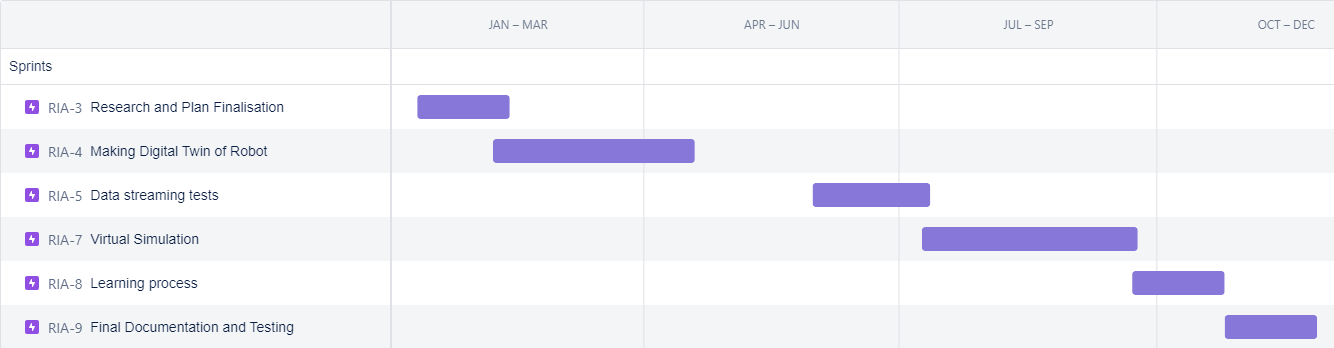 JAN – MAR APR – JUN JUL – SEP OCT – DEC
Sprints
RIA-3 Research and Plan Finalisation
RIA-4 Making Digital Twin of Robot
RIA-5 Data streaming tests
RIA-7 Virtual Simulation
RIA-8 Learning process
RIA-9 Final Documentation and Testing